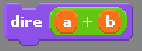 dire a + b